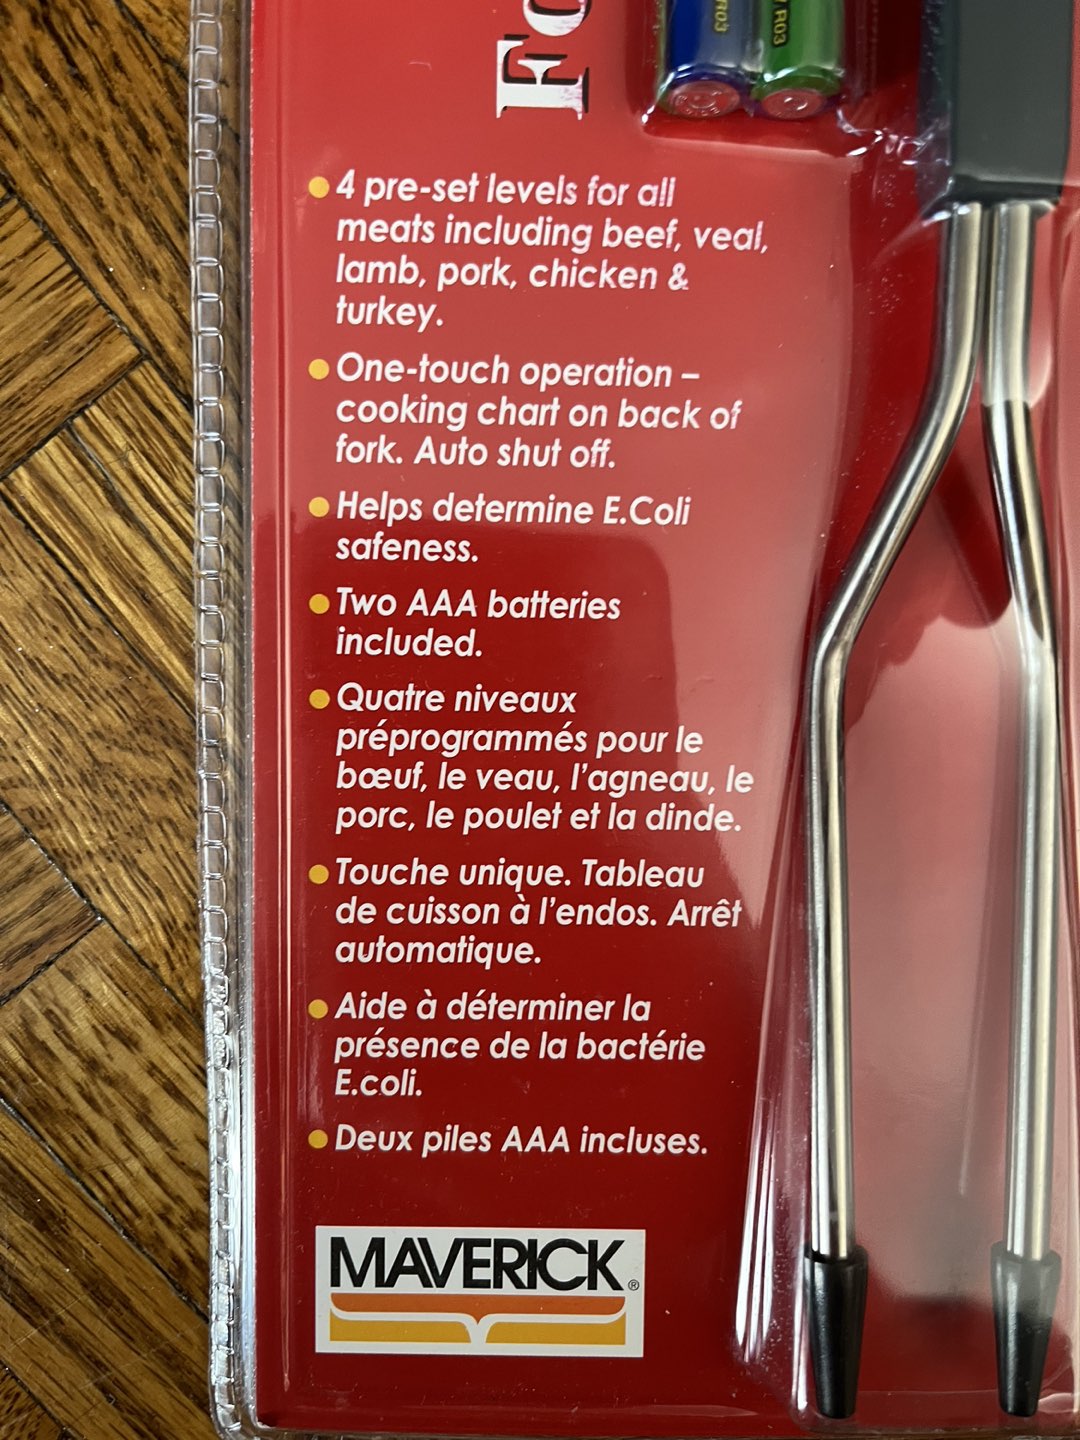 Fo
R03
/ R03
● 4 pre-set levels for all
meats including beef, veal,
lamb, pork, chicken &
turkey.
● One-touch operation –
cooking chart on back of
fork. Auto shut off.
● Helps determine E.Coli
safeness.
● Two AAA batteries
included.
● Quatre niveaux
préprogrammés pour le
bœuf, le veau, l'agneau, le
porc, le poulet et la dinde.
● Touche unique. Tableau
de cuisson à l'endos. Arrêt
automatique.
● Aide à déterminer la
présence de la bactérie
E.coli.
● Deux piles AAA incluses.
MAVERICK®